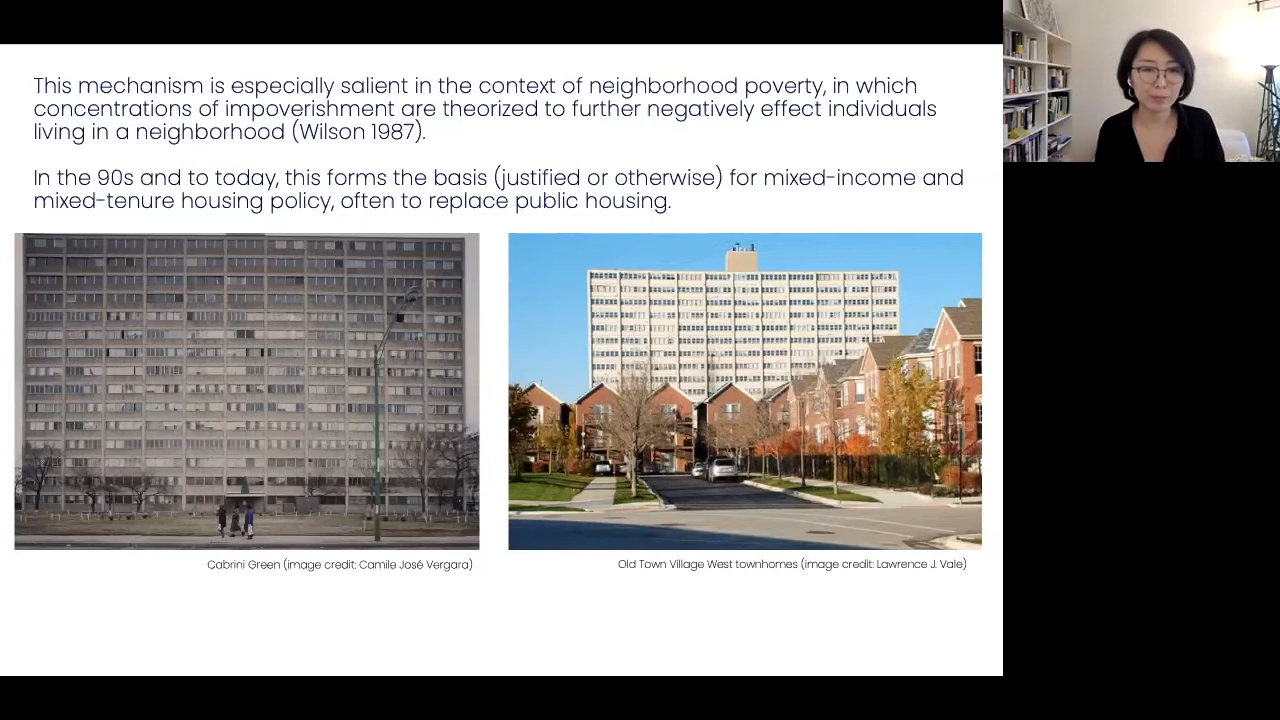 This mechanism is especially salient in the context of neighborhood poverty, in which
concentrations of impoverishment are theorized to further negatively effect individuals
living in a neighborhood (Wilson 1987).
In the 90s and to today, this forms the basis (justified or otherwise) for mixed-income and
mixed-tenure housing policy, often to replace public housing.
Cabrini Green (image credit: Camile José Vergara)
Old Town Village West townhomes (image credit: Lawrence J. Vale)